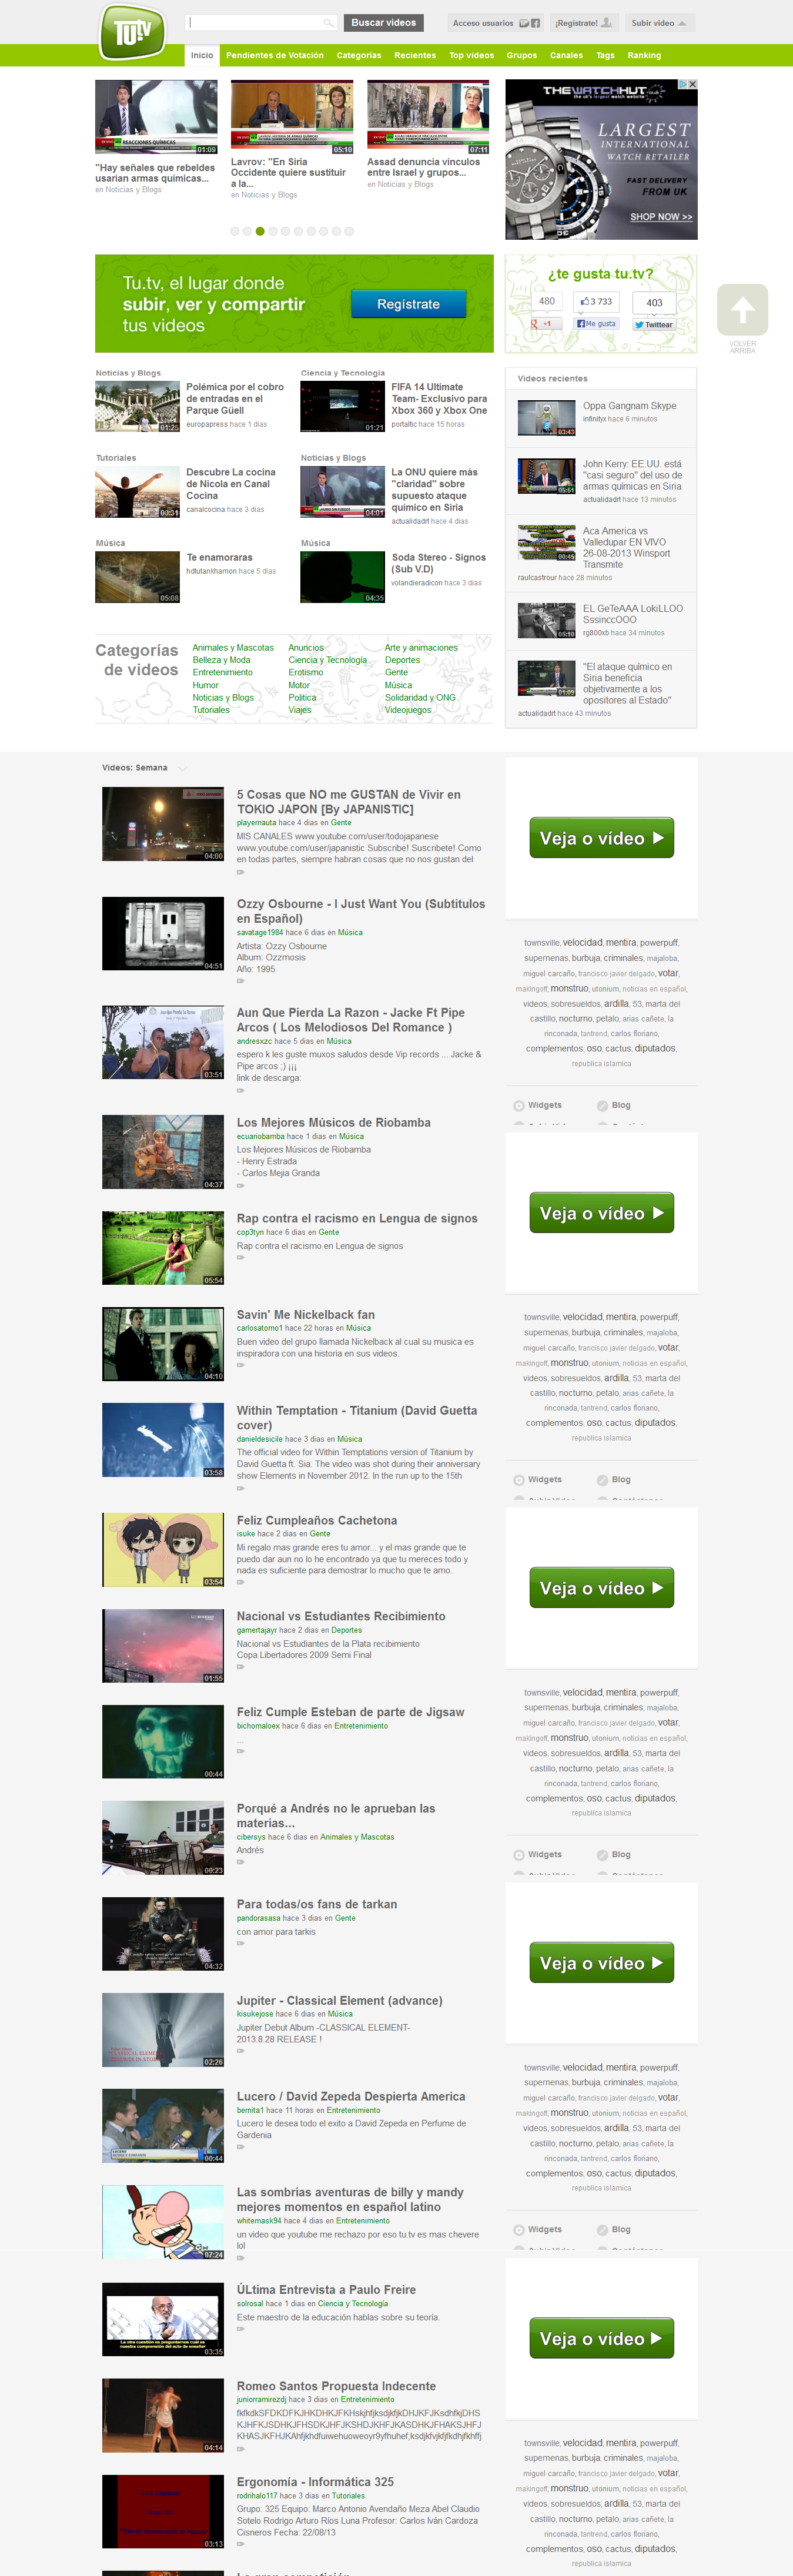 Tu.tv
Buscar videos
Acceso usuarios
¡Regístrate!
Subir vídeo
Inicio
Pendientes de Votación
Categorías
Recientes
Top videos
Grupos
Canales
Tags
Ranking
REACCIONES QUÍMICAS
01:09
"Hay señales que rebeldes
usarían armas químicas...
en Noticias y Blogs
05:10
Lavrov: "En Siria
Occidente quiere sustituir
a la...
en Noticias y Blogs
07:11
Assad denuncia vínculos
entre Israel y grupos...
en Noticias y Blogs
THEWATCHHUT
the uk's largest watch website
LARGEST
INTERNATIONAL
WATCH RETAILER
FAST DELIVERY
FROM UK
SHOP NOW >>
Tu.tv, el lugar donde
subir, ver y compartir
tus videos
Regístrate
¿te gusta tu.tv?
480
3 733
403
+1
Me gusta
Twittear
VOLVER
ARRIBA
Noticias y Blogs
01:25
Polémica por el cobro
de entradas en el
Parque Güell
europapress hace 1 dias
Ciencia y Tecnología
01:21
FIFA 14 Ultimate
Team- Exclusivo para
Xbox 360 y Xbox One
portaltic hace 15 horas
Tutoriales
00:31
Descubre La cocina
de Nicola en Canal
Cocina
canalcocina hace 3 dias
Noticias y Blogs
04:01
La ONU quiere más
"claridad" sobre
supuesto ataque
químico en Siria
actualidadrt hace 4 dias
Música
05:08
Te enamoraras
hdtutankhamon hace 5 dias
Música
04:35
Soda Stereo - Signos
(Sub V.D)
volandieradicon hace 3 dias
Videos recientes
03:43
Oppa Gangnam Skype
infinityx hace 6 minutos
05:51
John Kerry: EE.UU. está
"casi seguro" del uso de
armas químicas en Siria
actualidadrt hace 13 minutos
00:45
Aca America vs
Valledupar EN VIVO
26-08-2013 Winsport
Transmite
raulcastrour hace 28 minutos
05:10
EL GeTeAAA LokiLLOO
SssinccOOO
rg800xb hace 34 minutos
01:09
"El ataque químico en
Siria beneficia
objetivamente a los
opositores al Estado"
actualidadrt hace 43 minutos
Categorías
de videos
Animales y Mascotas
Belleza y Moda
Entretenimiento
Humor
Noticias y Blogs
Tutoriales
Anuncios
Ciencia y Tecnología
Erotismo
Motor
Política
Viajes
Arte y animaciones
Deportes
Gente
Música
Solidaridad y ONG
Videojuegos
Videos: Semana
04:00
5 Cosas que NO me GUSTAN de Vivir en
TOKIO JAPON [By JAPANISTIC]
playernauta hace 4 dias en Gente
MIS CANALES www.youtube.com/user/todojapanese
www.youtube.com/user/japanistic Subscribe! Suscribete! Como
en todas partes, siempre habran cosas que no nos gustan del
04:51
Ozzy Osbourne - I Just Want You (Subtitulos
en Español)
savatage1984 hace 6 dias en Música
Artista: Ozzy Osbourne
Album: Ozzmosis
Año: 1995
03:51
Aun Que Pierda La Razon - Jacke Ft Pipe
Arcos ( Los Melodiosos Del Romance )
andresxzc hace 5 dias en Música
espero k les guste muxos saludos desde Vip records ... Jacke &
Pipe arcos ;) ¡¡¡
link de descarga:
04:37
Los Mejores Músicos de Riobamba
ecuariobamba hace 1 dias en Música
Los Mejores Músicos de Riobamba
- Henry Estrada
- Carlos Mejia Granda
05:54
Rap contra el racismo en Lengua de signos
cop3tyn hace 6 dias en Gente
Rap contra el racismo en Lengua de signos
04:10
Savin' Me Nickelback fan
carlosatomo1 hace 22 horas en Música
Buen video del grupo llamada Nickelback al cual su musica es
inspiradora con una historia en sus videos.
03:58
Within Temptation - Titanium (David Guetta
cover)
danieldesicile hace 3 dias en Música
The official video for Within Temptations version of Titanium by
David Guetta ft. Sia. The video was shot during their anniversary
show Elements in November 2012. In the run up to the 15th
03:54
Feliz Cumpleaños Cachetona
isuke hace 2 dias en Gente
Mi regalo mas grande eres tu amor... y el mas grande que te
puedo dar aun no lo he encontrado ya que tu mereces todo y
nada es suficiente para demostrar lo mucho que te amo.
01:55
Nacional vs Estudiantes Recibimiento
gamertajayr hace 2 dias en Deportes
Nacional vs Estudiantes de la Plata recibimiento
Copa Libertadores 2009 Semi Final
00:44
Feliz Cumple Esteban de parte de Jigsaw
bichomaloex hace 6 dias en Entretenimiento
...
00:23
Porqué a Andrés no le aprueban las
materias...
cibersys hace 6 dias en Animales y Mascotas
Andrés
04:32
Para todas/os fans de tarkan
pandorasasa hace 3 dias en Gente
con amor para tarkis
02:26
Jupiter - Classical Element (advance)
kisukejose hace 6 dias en Música
Jupiter Debut Album -CLASSICAL ELEMENT-
2013.8.28 RELEASE !
00:44
Lucero / David Zepeda Despierta America
bernita1 hace 11 horas en Entretenimiento
Lucero le desea todo el exito a David Zepeda en Perfume de
Gardenia
07:24
Las sombrias aventuras de billy y mandy
mejores momentos en español latino
whitemask94 hace 4 dias en Entretenimiento
un video que youtube me rechazo por eso tu.tv es mas chevere
lol
03:35
ÚLtima Entrevista a Paulo Freire
solrosal hace 1 dias en Ciencia y Tecnología
Este maestro de la educación hablas sobre su teoría.
04:14
Romeo Santos Propuesta Indecente
juniorramirezdj hace 3 dias en Entretenimiento
fkfkdkSFDKDFKJHKDHKJFKHskjhfjksdjkfjkDHJKFJKsdhfkjDHS
KJHFKJSDHKJFHSDKJHFJKSHDJKHFJKASDHKJFHAKSJHFJ
KHASJKFHJKAhfjkhdfuiwehuoweoyr9yfhuhef;ksdjkfvjkfjfkdhjfkhffj
03:13
Ergonomía - Informática 325
rodrihalo117 hace 3 dias en Tutoriales
Grupo: 325 Equipo: Marco Antonio Avendaño Meza Abel Claudio
Sotelo Rodrigo Arturo Ríos Luna Profesor: Carlos Iván Cardoza
Cisneros Fecha: 22/08/13
Veja o vídeo
townsville, velocidad, mentira, powerpuff,
supernenas, burbuja, criminales, majaloba,
miguel carcaño, francisco javier delgado, votar,
makingoff, monstruo, utonium, noticias en español,
videos, sobresueldos, ardilla, 53, marta del
castillo, nocturno, petalo, arias cañete, la
rinconada, tantrend, carlos floriano,
complementos, oso, cactus, diputados,
republica islamica
Widgets
Blog
Veja o vídeo
townsville, velocidad, mentira, powerpuff,
supernenas, burbuja, criminales, majaloba,
miguel carcaño, francisco javier delgado, votar,
makingoff, monstruo, utonium, noticias en español,
videos, sobresueldos, ardilla, 53, marta del
castillo, nocturno, petalo, arias cañete, la
rinconada, tantrend, carlos floriano,
complementos, oso, cactus, diputados,
republica islamica
Widgets
Blog
Veja o vídeo
townsville, velocidad, mentira, powerpuff,
supernenas, burbuja, criminales, majaloba,
miguel carcaño, francisco javier delgado, votar,
makingoff, monstruo, utonium, noticias en español,
videos, sobresueldos, ardilla, 53, marta del
castillo, nocturno, petalo, arias cañete, la
rinconada, tantrend, carlos floriano,
complementos, oso, cactus, diputados,
republica islamica
Widgets
Blog
Veja o vídeo
townsville, velocidad, mentira, powerpuff,
supernenas, burbuja, criminales, majaloba,
miguel carcaño, francisco javier delgado, votar,
makingoff, monstruo, utonium, noticias en español,
videos, sobresueldos, ardilla, 53, marta del
castillo, nocturno, petalo, arias cañete, la
rinconada, tantrend, carlos floriano,
complementos, oso, cactus, diputados,
republica islamica
Widgets
Blog
Veja o vídeo
townsville, velocidad, mentira, powerpuff,
supernenas, burbuja, criminales, majaloba,
miguel carcaño, francisco javier delgado, votar,
makingoff, monstruo, utonium, noticias en español,
videos, sobresueldos, ardilla, 53, marta del
castillo, nocturno, petalo, arias cañete, la
rinconada, tantrend, carlos floriano,
complementos, oso, cactus, diputados,
republica islamica